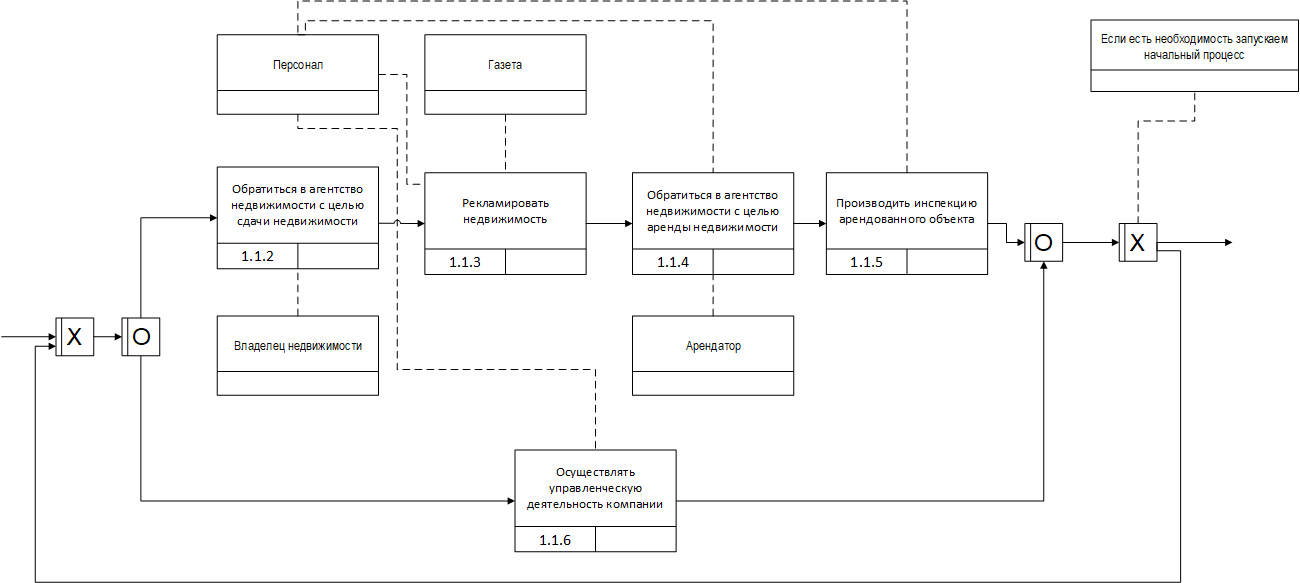 Персонал
Газета
Если есть необходимость запускаем
начальный процесс
Обратиться в агентство
недвижимости с целью
сдачи недвижимости
1.1.2
Рекламировать
недвижимость
1.1.3
Обратиться в агентство
недвижимости с целью
аренды недвижимости
1.1.4
Производить инспекцию
арендованного объекта
1.1.5
O
X
X
O
Владелец недвижимости
Арендатор
Осуществлять
управленческую
деятельность компании
1.1.6